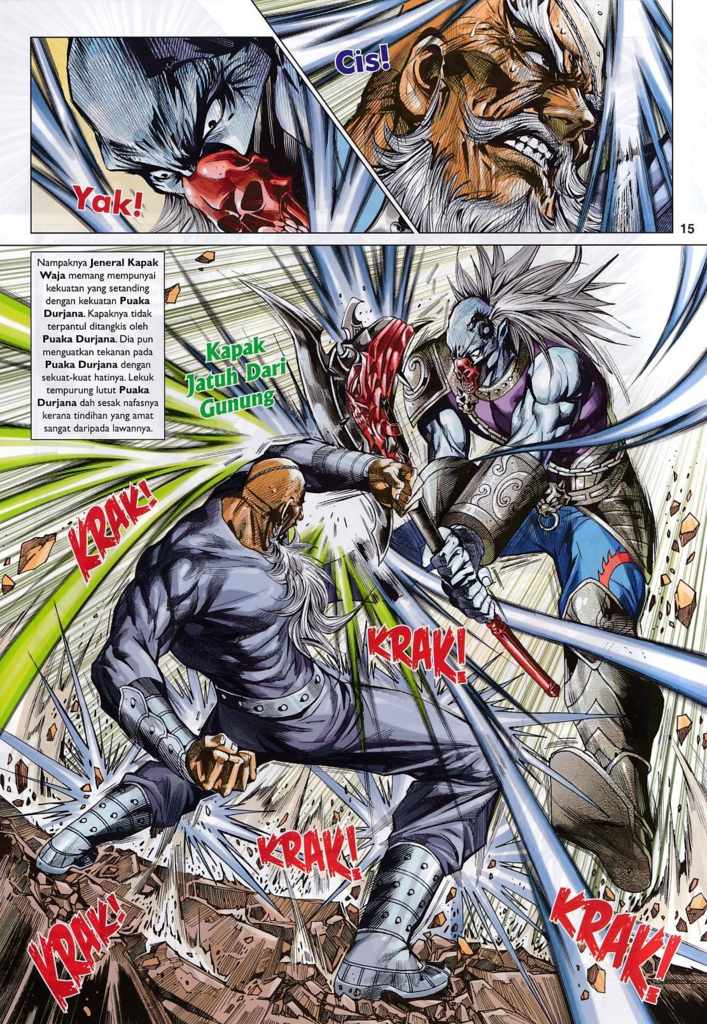 Cis!
Yak!
15
Nampaknya Jeneral Kapak
Waja memang mempunyai
kekuatan yang setanding
dengan kekuatan Puaka
Durjana. Kapaknya tidak
terpantul ditangkis oleh
Puaka Durjana. Dia pun
menguatkan tekanan pada
Puaka Durjana dengan
sekuat-kuat hatinya. Lekuk
tempurung lutut Puaka
Durjana dah sesak nafasnya
kerana tindihan yang amat
sangat daripada lawannya.
Kapak
Jatuh Dari
Gunung
KRAK!
KRAK!
KRAK!
KRAK!
KRAK!